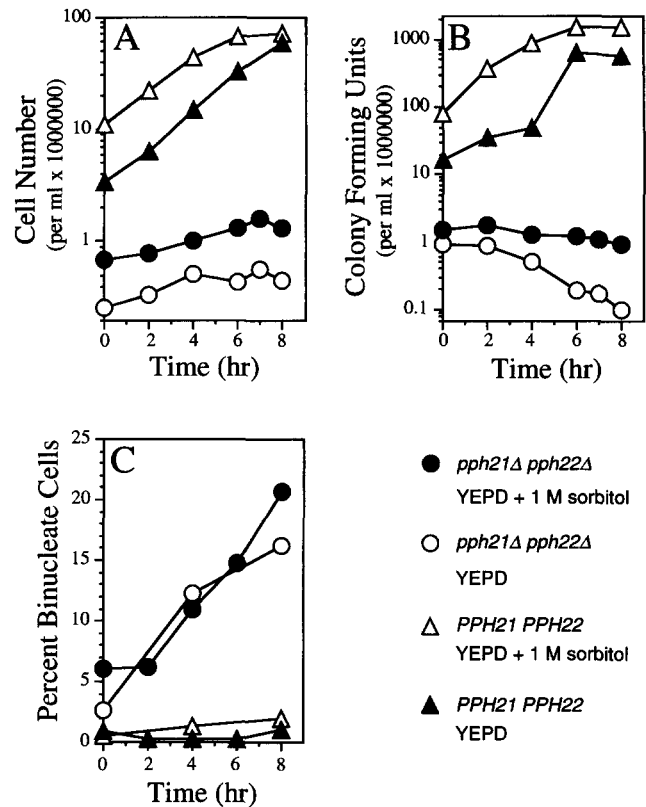 A
100
10
1
Cell Number
(per ml x 1000000)
0 2 4 6 8
Time (hr)
B
1000
100
10
1
0.1
Colony Forming Units
(per ml x 1000000)
0 2 4 6 8
Time (hr)
C
25
20
15
10
5
0
Percent Binucleate Cells
0 2 4 6 8
Time (hr)
pph21Δ pph22Δ
YEPD + 1 M sorbitol
pph21Δ pph22Δ
YEPD
PPH21 PPH22
YEPD + 1 M sorbitol
PPH21 PPH22
YEPD